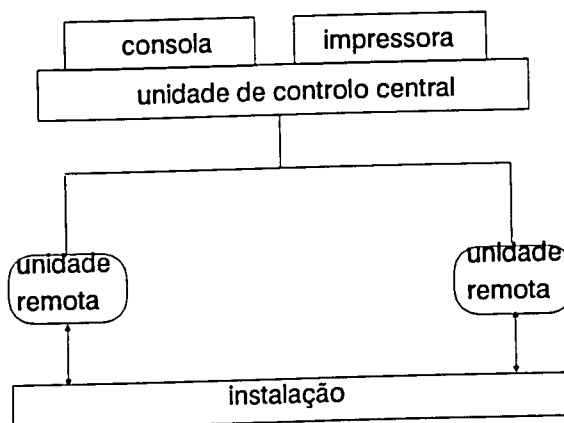 consola
impressora
unidade de controlo central
unidade
remota
unidade
remota
instalação